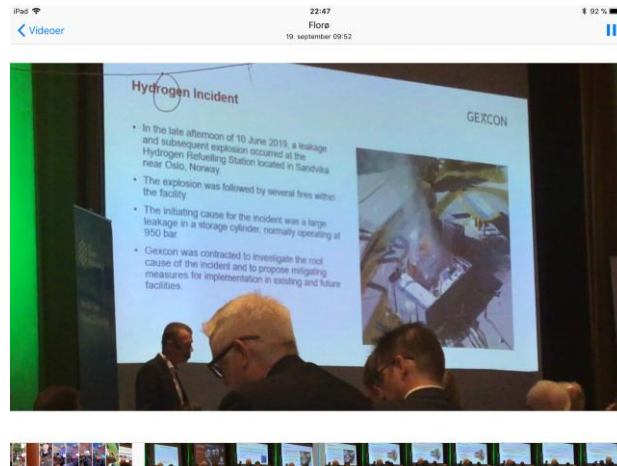 iPad
22:47
92 %
Videoer
Florø
19. september 09:52
Hydrogen Incident
GEXCON
• In the late afternoon of 10 June 2019, a leakage
and subsequent explosion occurred at the
Hydrogen Refuelling Station located in Sandvika
near Oslo, Norway.
• The explosion was followed by several fires within
the facility.
• The initiating cause for the incident was a large
leakage in a storage cylinder, normally operating at
950 bar.
• Gexcon was contracted to investigate the root
cause of the incident and to propose mitigating
measures for implementation in existing and future
facilities.